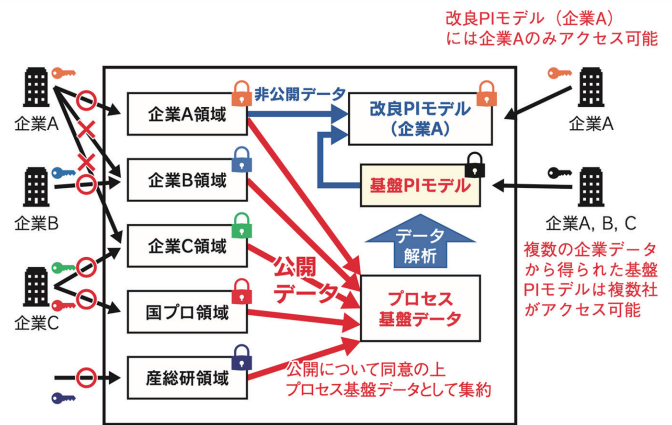 改良PIモデル（企業A）
には企業Aのみアクセス可能
企業A
企業B
企業C
企業A領域
企業B領域
企業C領域
国プロ領域
産総研領域
非公開データ
改良PIモデル
（企業A）
基盤PIモデル
データ
解析
公開
データ
プロセス
基盤データ
公開について同意の上
プロセス基盤データとして集約
企業A
企業A, B, C
複数の企業データ
から得られた基盤
PIモデルは複数社
がアクセス可能